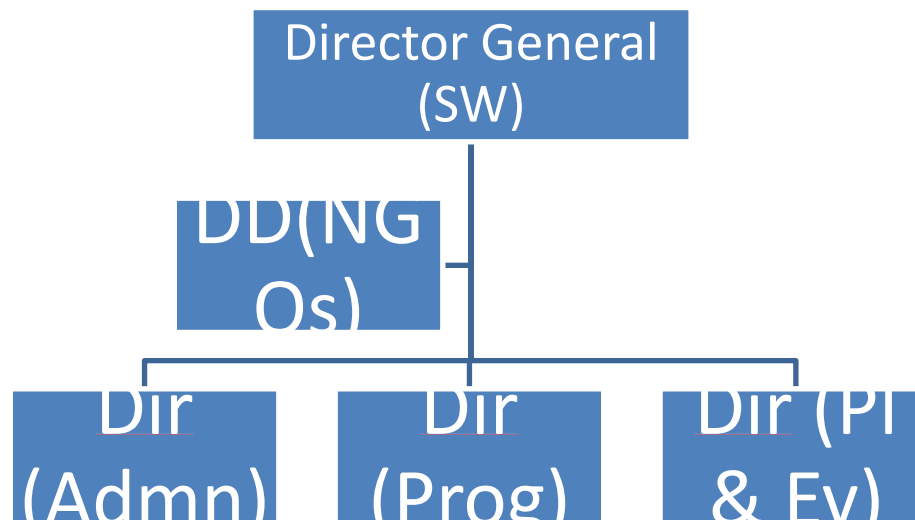 Director General
(SW)
DD(NG
Os)
Dir
(Admn)
Dir
(Prog)
Dir (Pl
& Ev)